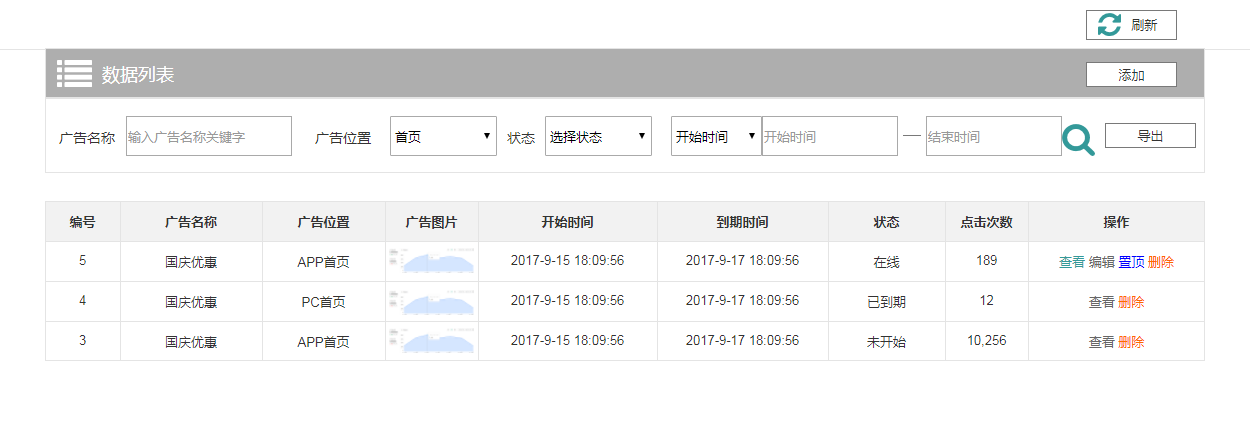 刷新
数据列表 添加
广告名称 输入广告名称关键字 广告位置 首页 状态 选择状态 开始时间 开始时间 — 结束时间 导出
编号 广告名称 广告位置 广告图片 开始时间 到期时间 状态 点击次数 操作
5 国庆优惠 APP首页 2017-9-15 18:09:56 2017-9-17 18:09:56 在线 189 查看 编辑 置顶 删除
4 国庆优惠 PC首页 2017-9-15 18:09:56 2017-9-17 18:09:56 已到期 12 查看 删除
3 国庆优惠 APP首页 2017-9-15 18:09:56 2017-9-17 18:09:56 未开始 10,256 查看 删除